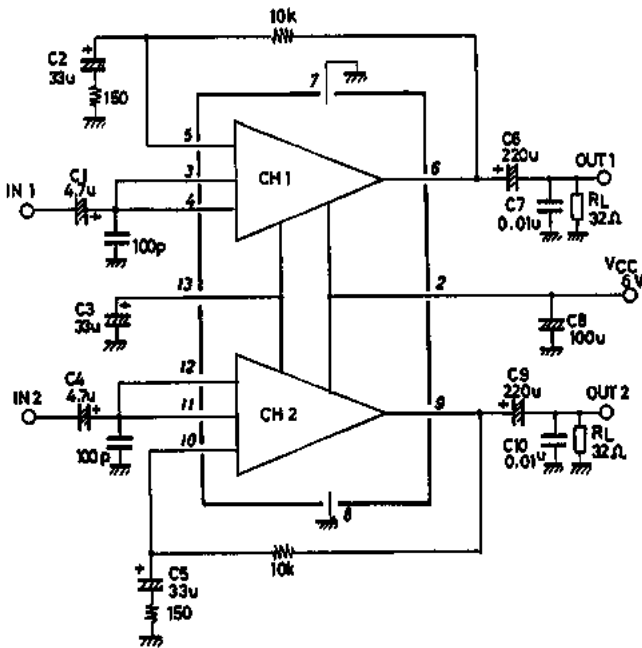 10k
C2
33u
150
7
5
3
4
CH 1
6
C6
220u
OUT 1
C1
4.7u
IN 1
100p
C7
0.01u
RL
32Ω
13
2
VCC
6V
C3
33u
C8
100u
12
C4
4.7u
IN2
11
CH 2
9
C9
220u
OUT 2
10
100p
C10
0.01u
RL
32Ω
8
10k
C5
33u
150